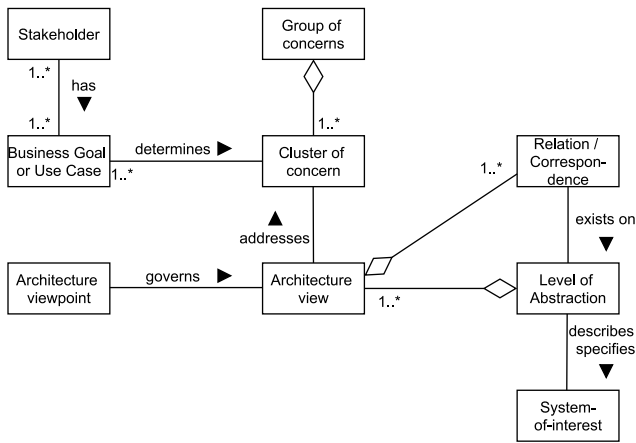 Stakeholder
Group of
concerns
1..*
has
1..*
1..*
Business Goal
or Use Case
determines
1..*
Cluster of
concern
Relation /
Correspon-
dence
1..*
addresses
exists on
Architecture
viewpoint
governs
Architecture
view
1..*
Level of
Abstraction
describes
specifies
System-
of-interest